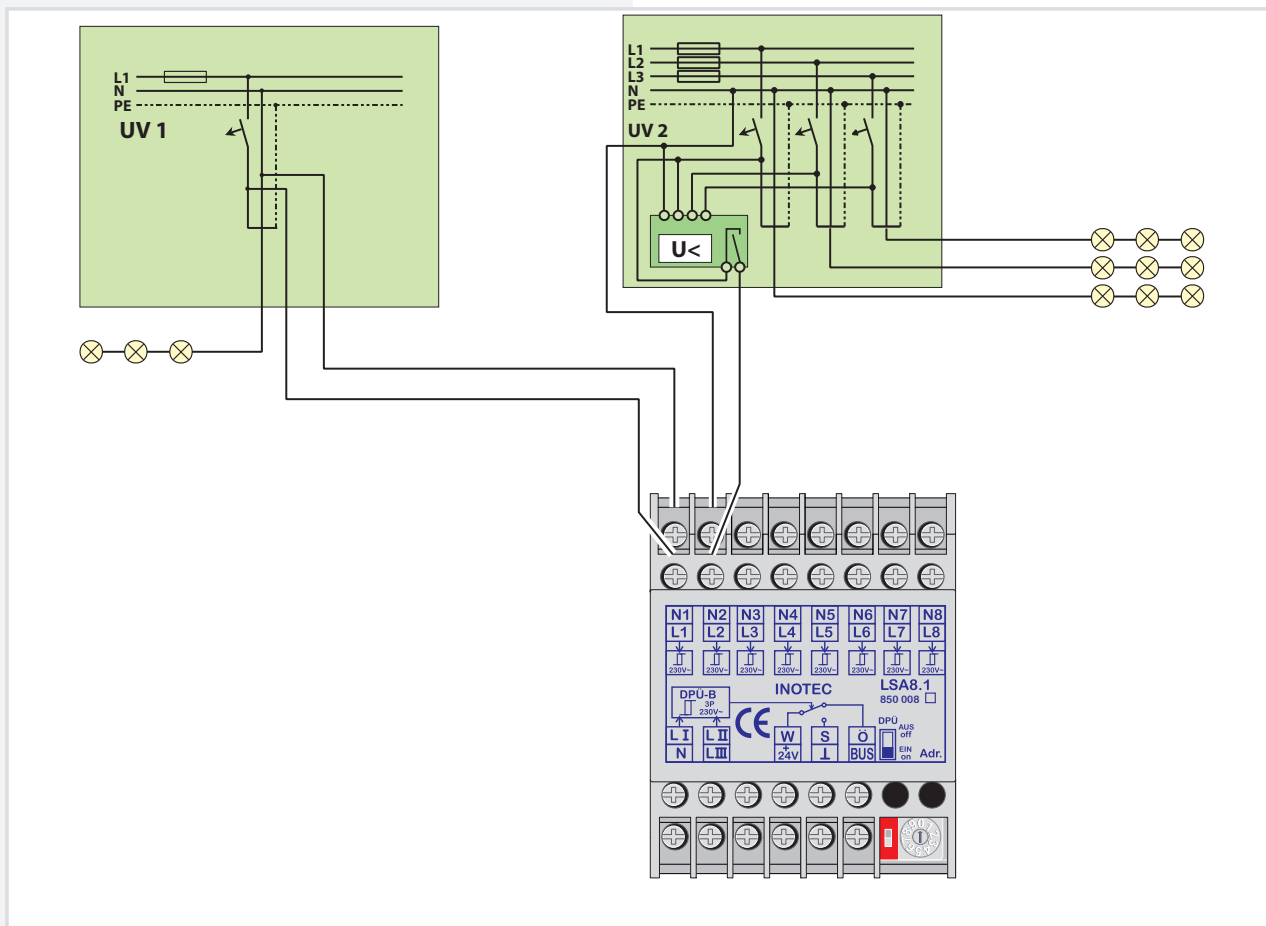 L1
N
PE
UV 1
L1
L2
L3
N
PE
UV 2
U<
N1 N2 N3 N4 N5 N6 N7 N8
L1 L2 L3 L4 L5 L6 L7 L8
230V~ 230V~ 230V~ 230V~ 230V~ 230V~ 230V~ 230V~
DPÜ-B
3P
230V~
INOTEC
LSA8.1
850 008
CE
DPÜ
AUS
off
EIN
on
Adr.
L I L II W S Ö
N L III + 24V ⊥ BUS